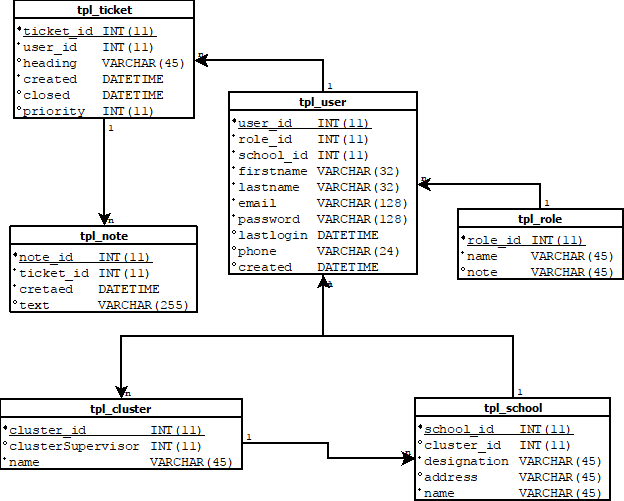 tpl_ticket
ticket_id INT(11)
user_id INT(11)
heading VARCHAR(45)
created DATETIME
closed DATETIME
priority INT(11)
n
1
1
n
tpl_user
user_id INT(11)
role_id INT(11)
school_id INT(11)
firstname VARCHAR(32)
lastname VARCHAR(32)
email VARCHAR(128)
password VARCHAR(128)
lastlogin DATETIME
phone VARCHAR(24)
created DATETIME
n
1
tpl_role
role_id INT(11)
name VARCHAR(45)
note VARCHAR(45)
tpl_note
note_id INT(11)
ticket_id INT(11)
cretaed DATETIME
text VARCHAR(255)
n
1
tpl_cluster
cluster_id INT(11)
clusterSupervisor INT(11)
name VARCHAR(45)
1
n
tpl_school
school_id INT(11)
cluster_id INT(11)
designation VARCHAR(45)
address VARCHAR(45)
name VARCHAR(45)